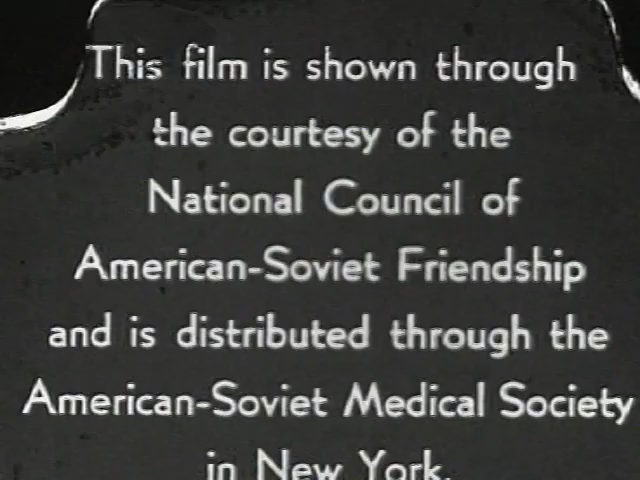 This film is shown through
the courtesy of the
National Council of
American-Soviet Friendship
and is distributed through the
American-Soviet Medical Society
in New York.